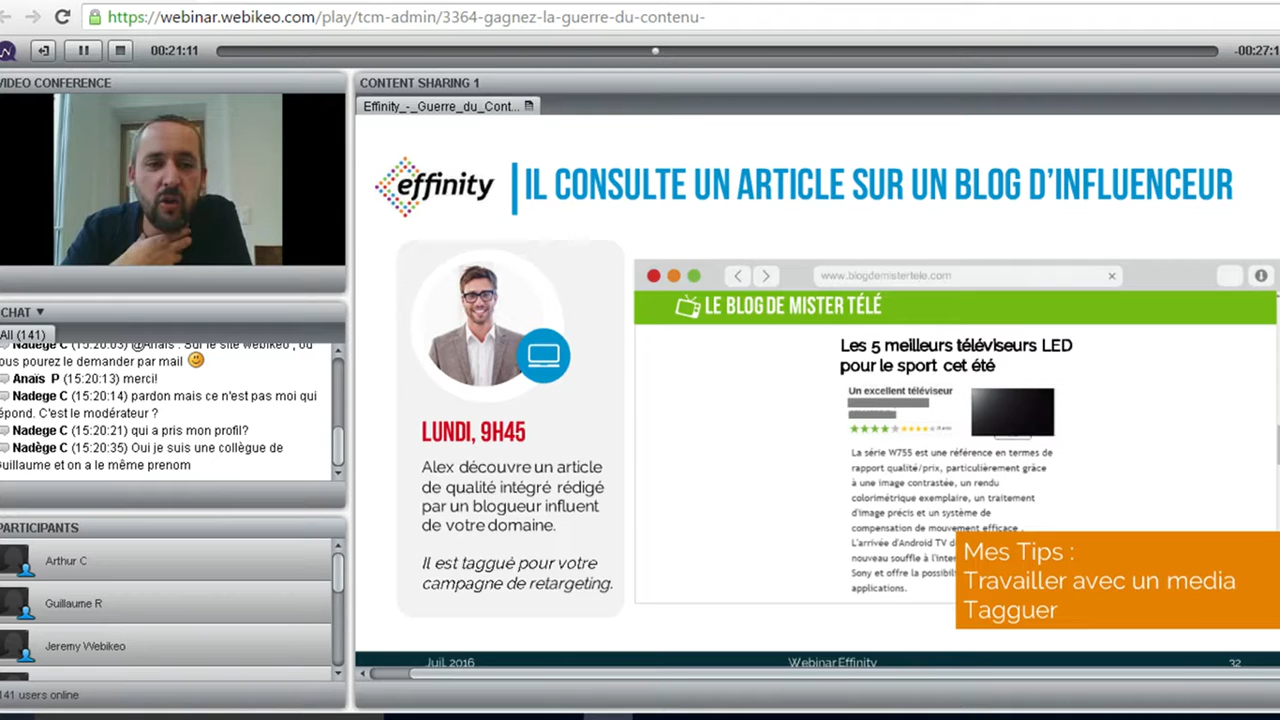 https://webinar.webikeo.com/play/tcm-admin/3364-gagnez-la-guerre-du-contenu-
00:21:11
-00:27:1
VIDEO CONFERENCE
CHAT
All (141)
Nadège C (15:20:03) @Anaïs : Sur le site webikeo , ou
ous pourez le demander par mail
Anaïs P (15:20:13) merci!
Nadege C (15:20:14) pardon mais ce n'est pas moi qui
épond. C'est le modérateur ?
Nadege C (15:20:21) qui a pris mon profil?
Nadège C (15:20:35) Oui je suis une collègue de
Guillaume et on a le même prenom
PARTICIPANTS
Arthur C
Guillaume R
Jeremy Webikeo
141 users online
CONTENT SHARING 1
Effinity_-_Guerre_du_Cont...
effinity
IL CONSULTE UN ARTICLE SUR UN BLOG D'INFLUENCEUR
LUNDI, 9H45
Alex découvre un article
de qualité intégré rédigé
par un blogueur influent
de votre domaine.
Il est taggué pour votre
campagne de retargeting.
www.blogdemistertele.com
LE BLOG DE MISTER TÉLÉ
Les 5 meilleurs téléviseurs LED
pour le sport cet été
Un excellent téléviseur
La série W755 est une référence en termes de
rapport qualité/prix, particulièrement grâce
à une image contrastée, un rendu
colorimétrique exemplaire, un traitement
d'image précis et un système de
compensation de mouvement efficace .
L'arrivée d'Android TV d
nouveau souffle à l'inte
Sony et offre la possibil
applications.
Mes Tips :
Travailler avec un media
Tagguer
Juil. 2016
Webinar Effinity
32